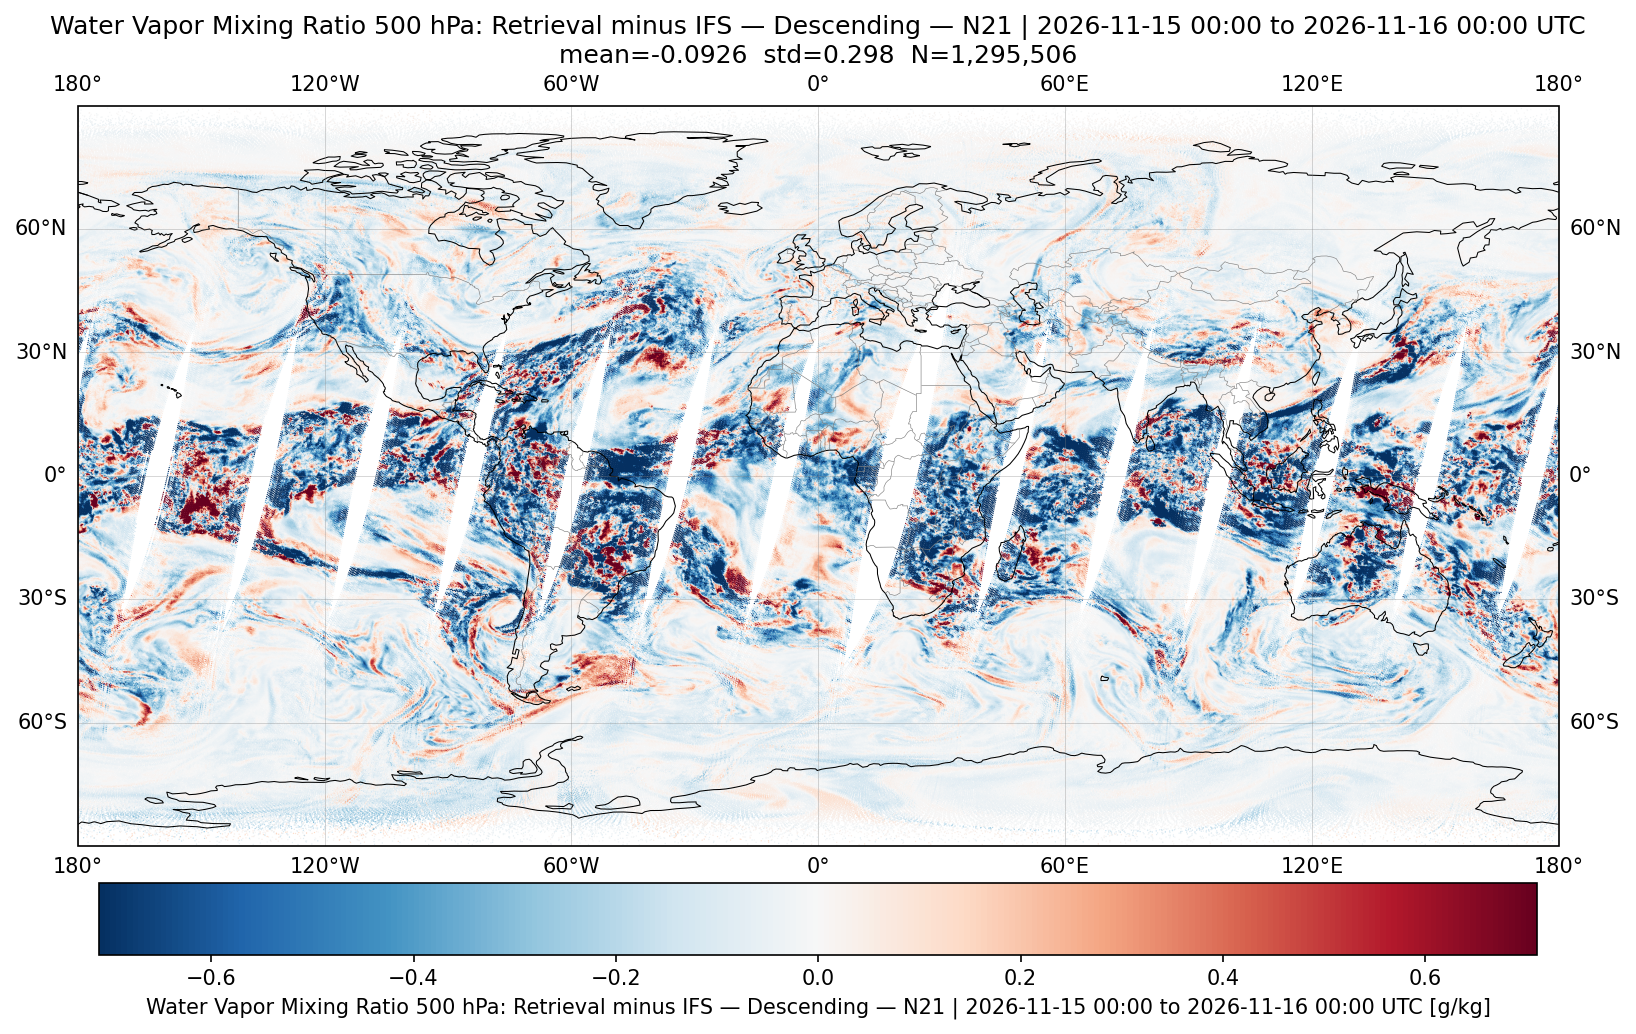 Water Vapor Mixing Ratio 500 hPa: Retrieval minus IFS — Descending — N21 | 2026-11-15 00:00 to 2026-11-16 00:00 UTC
mean=-0.0926  std=0.298  N=1,295,506
180° 120°W 60°W 0° 60°E 120°E 180°
60°N 60°N
30°N 30°N
0° 0°
30°S 30°S
60°S 60°S
180° 120°W 60°W 0° 60°E 120°E 180°
−0.6 −0.4 −0.2 0.0 0.2 0.4 0.6
Water Vapor Mixing Ratio 500 hPa: Retrieval minus IFS — Descending — N21 | 2026-11-15 00:00 to 2026-11-16 00:00 UTC [g/kg]